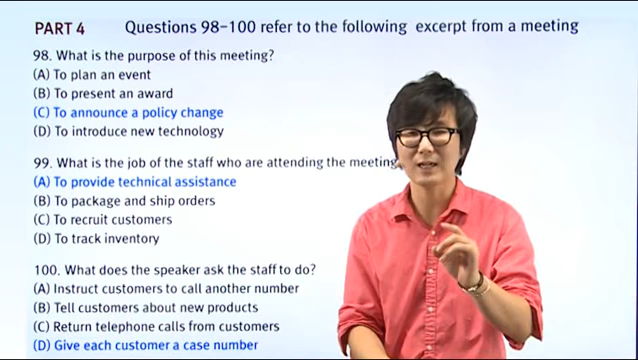 PART 4 Questions 98-100 refer to the following excerpt from a meeting
98. What is the purpose of this meeting?
(A) To plan an event
(B) To present an award
(C) To announce a policy change
(D) To introduce new technology
99. What is the job of the staff who are attending the meeting
(A) To provide technical assistance
(B) To package and ship orders
(C) To recruit customers
(D) To track inventory
100. What does the speaker ask the staff to do?
(A) Instruct customers to call another number
(B) Tell customers about new products
(C) Return telephone calls from customers
(D) Give each customer a case number